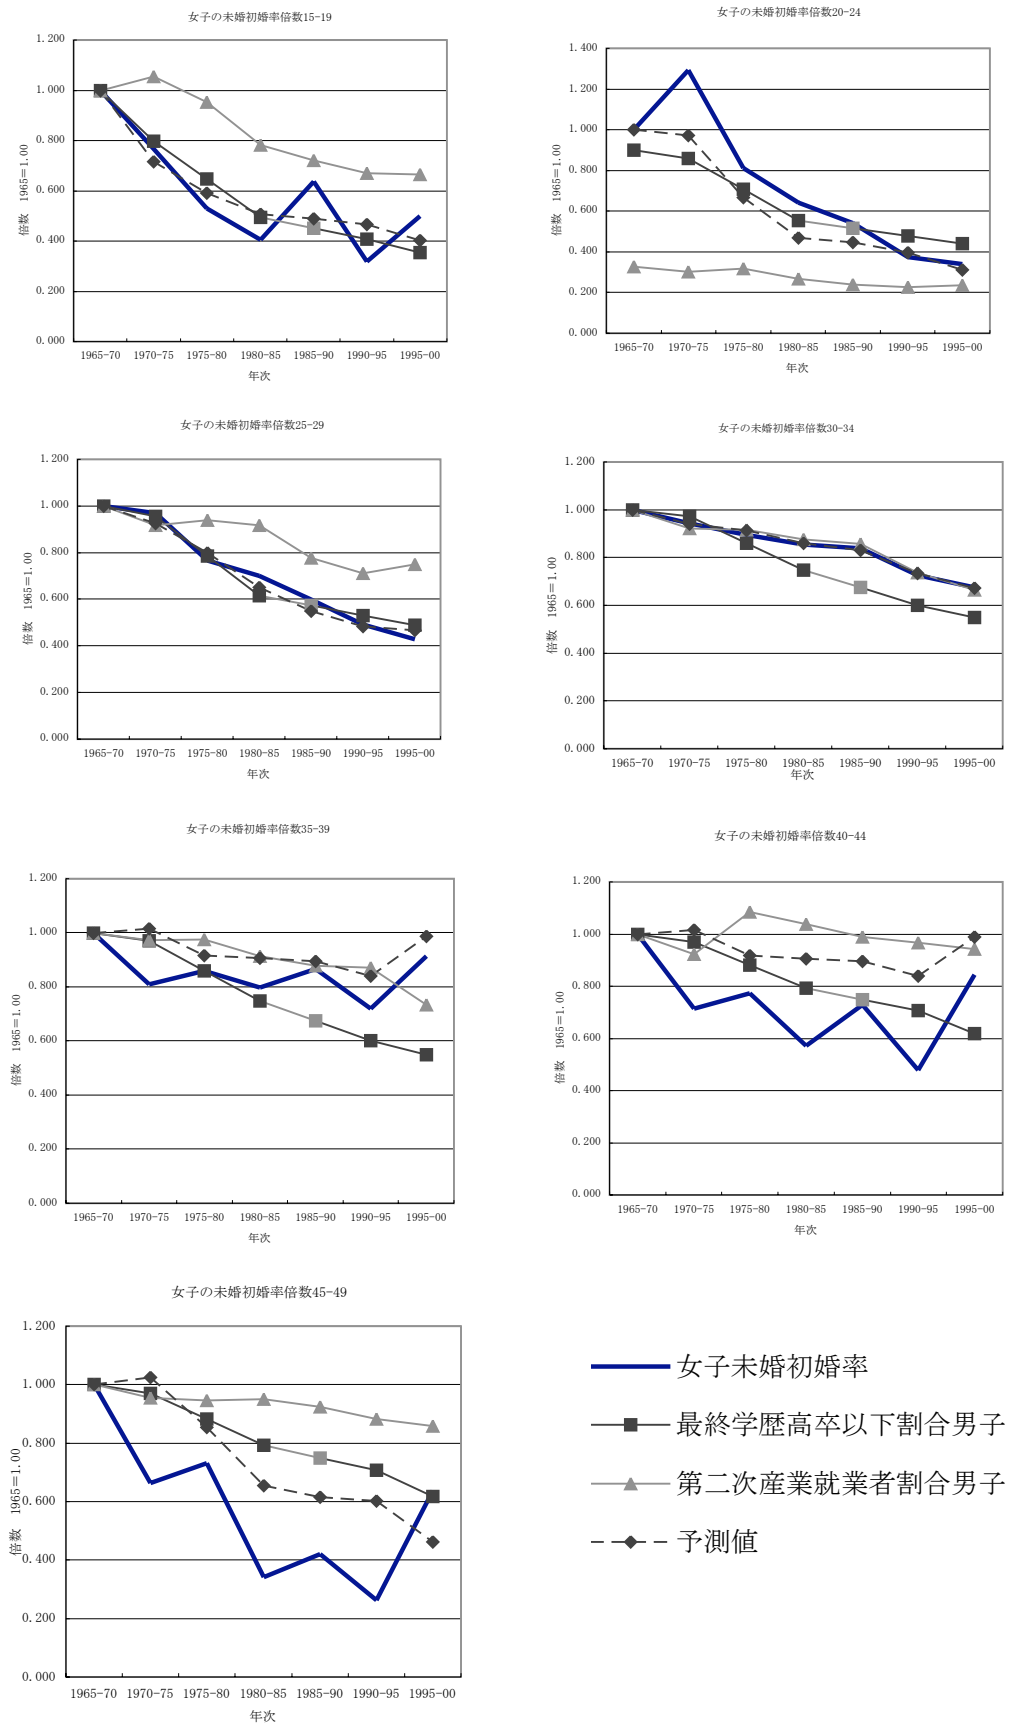 女子の未婚初婚率倍数15-19
1.200
1.000
0.800
0.600
0.400
0.200
0.000
倍数 1965=1.00
1965-70 1970-75 1975-80 1980-85 1985-90 1990-95 1995-00
年次
女子の未婚初婚率倍数20-24
1.400
1.200
1.000
0.800
0.600
0.400
0.200
0.000
倍数 1965=1.00
1965-70 1970-75 1975-80 1980-85 1985-90 1990-95 1995-00
年次
女子の未婚初婚率倍数25-29
1.200
1.000
0.800
0.600
0.400
0.200
0.000
倍数 1965=1.00
1965-70 1970-75 1975-80 1980-85 1985-90 1990-95 1995-00
年次
女子の未婚初婚率倍数30-34
1.200
1.000
0.800
0.600
0.400
0.200
0.000
倍数 1965=1.00
1965-70 1970-75 1975-80 1980-85 1985-90 1990-95 1995-00
年次
女子の未婚初婚率倍数35-39
1.200
1.000
0.800
0.600
0.400
0.200
0.000
倍数 1965=1.00
1965-70 1970-75 1975-80 1980-85 1985-90 1990-95 1995-00
年次
女子の未婚初婚率倍数40-44
1.200
1.000
0.800
0.600
0.400
0.200
0.000
倍数 1965=1.00
1965-70 1970-75 1975-80 1980-85 1985-90 1990-95 1995-00
年次
女子の未婚初婚率倍数45-49
1.200
1.000
0.800
0.600
0.400
0.200
0.000
倍数 1965=1.00
1965-70 1970-75 1975-80 1980-85 1985-90 1990-95 1995-00
年次
女子未婚初婚率
最終学歴高卒以下割合男子
第二次産業就業者割合男子
予測値